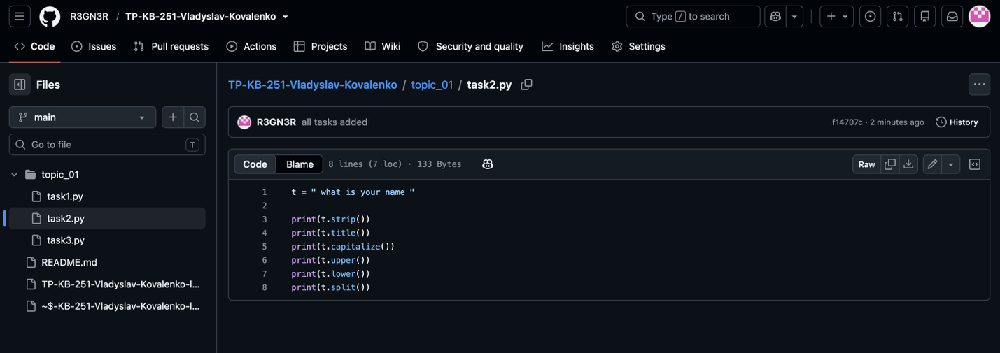 R3GN3R / TP-KB-251-Vladyslav-Kovalenko
Type / to search
Code Issues Pull requests Actions Projects Wiki Security and quality Insights Settings
Files
main
Go to file T
topic_01
task1.py
task2.py
task3.py
README.md
TP-KB-251-Vladyslav-Kovalenko-l...
~$-KB-251-Vladyslav-Kovalenko-l...
TP-KB-251-Vladyslav-Kovalenko / topic_01 / task2.py
R3GN3R all tasks added f14707c · 2 minutes ago History
Code Blame 8 lines (7 loc) · 133 Bytes Raw
1 t = " what is your name "
2
3 print(t.strip())
4 print(t.title())
5 print(t.capitalize())
6 print(t.upper())
7 print(t.lower())
8 print(t.split())